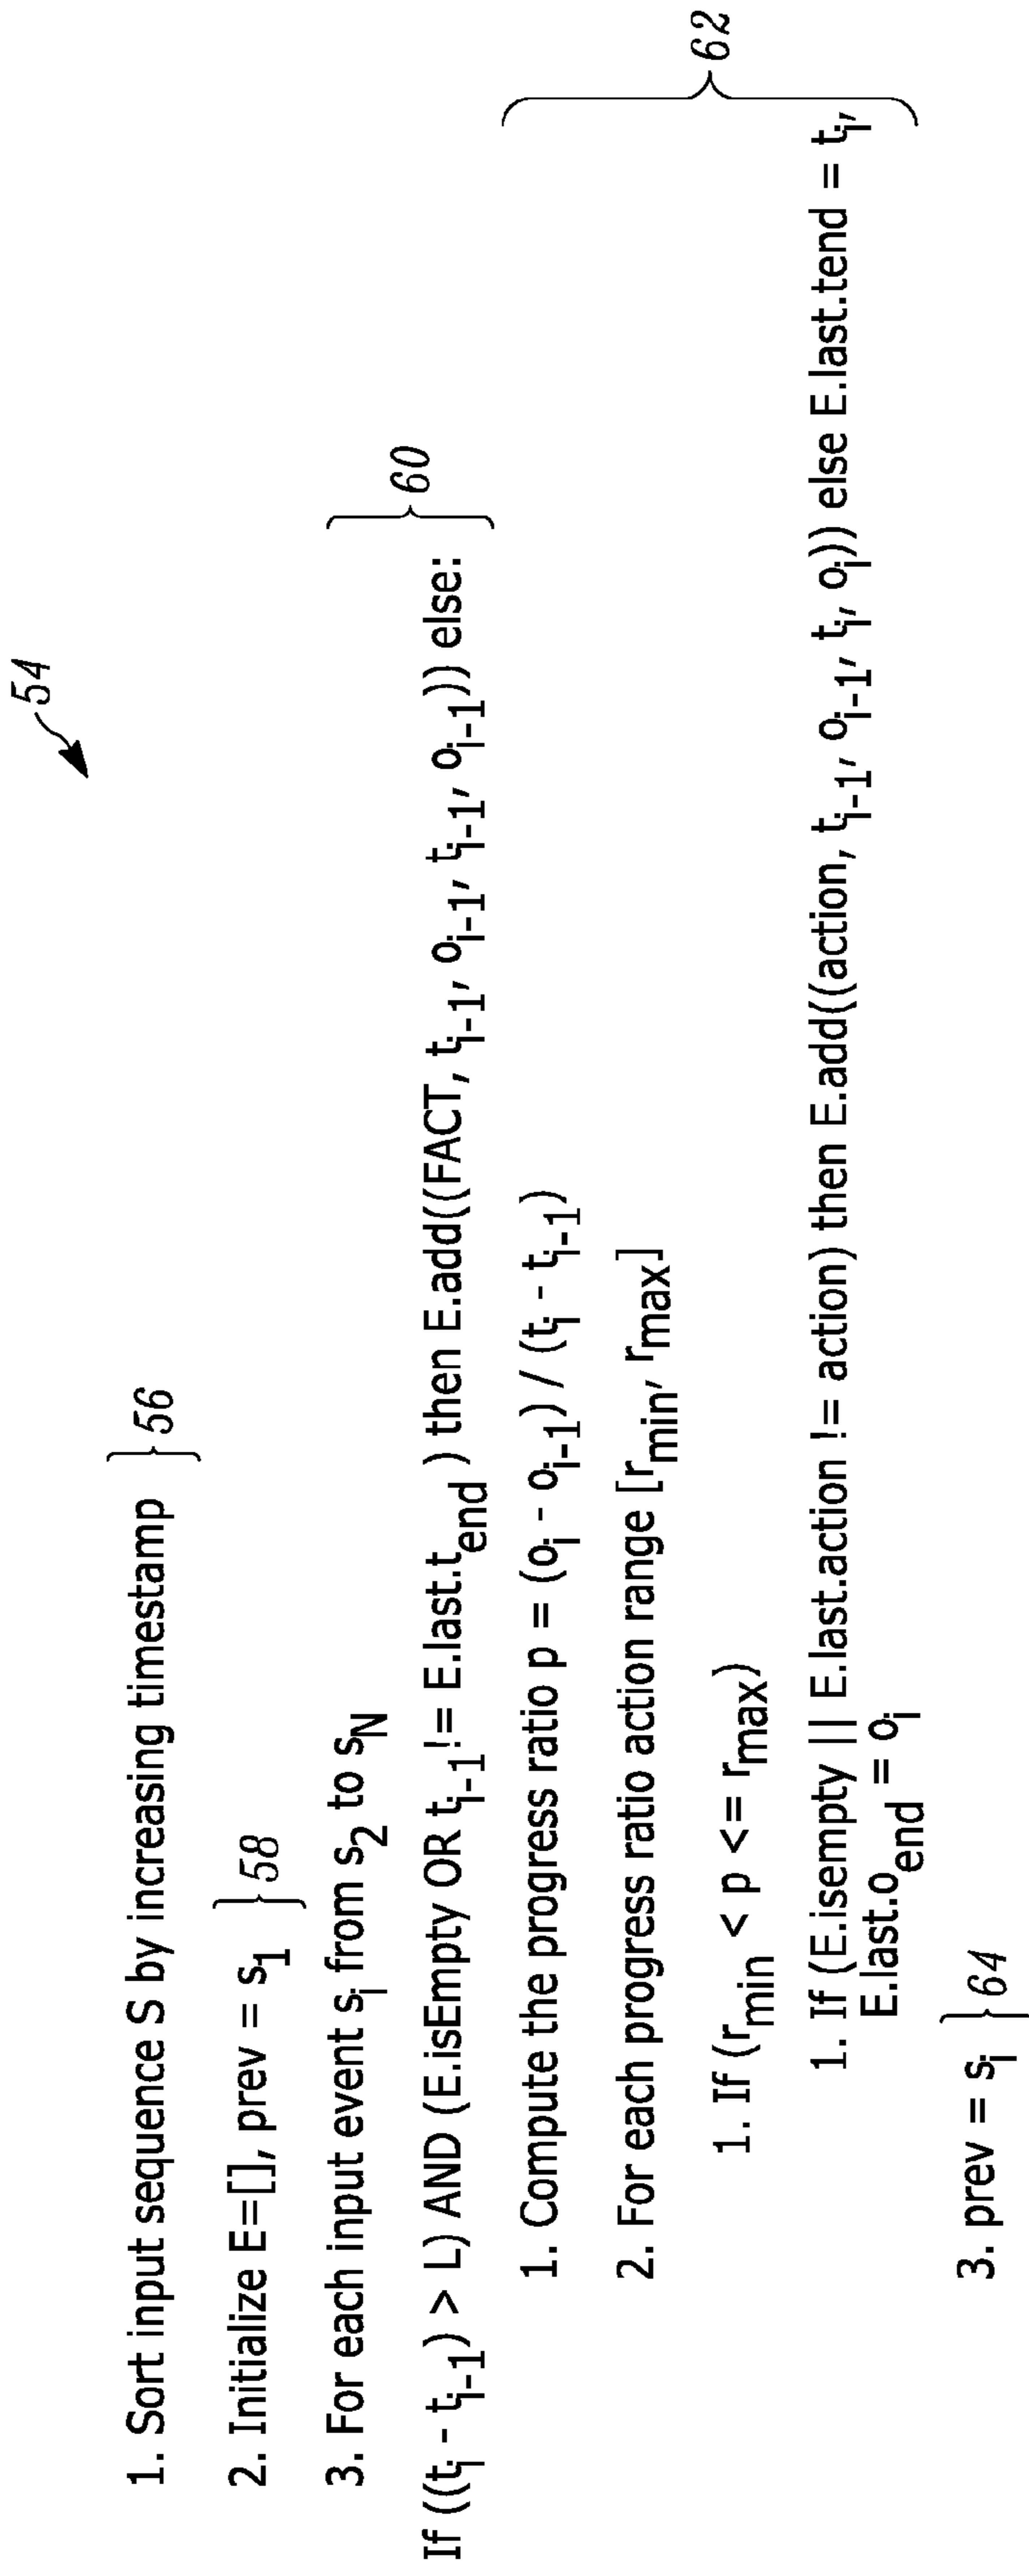 54
1. Sort input sequence S by increasing timestamp } 56
2. Initialize E=[], prev = s1 } 58
3. For each input event si from s2 to sN
If ((ti - ti-1) > L) AND (E.isEmpty OR ti-1 != E.last.tend ) then E.add((FACT, ti-1, oi-1, ti-1, oi-1)) else: } 60
1. Compute the progress ratio p = (oi - oi-1) / (ti - ti-1)
2. For each progress ratio action range [rmin, rmax]
1. If (rmin < p <= rmax)
1. If (E.isempty || E.last.action != action) then E.add((action, ti-1, oi-1, ti, oi)) else E.last.tend = ti,
E.last.oend = oi
} 62
3. prev = si } 64